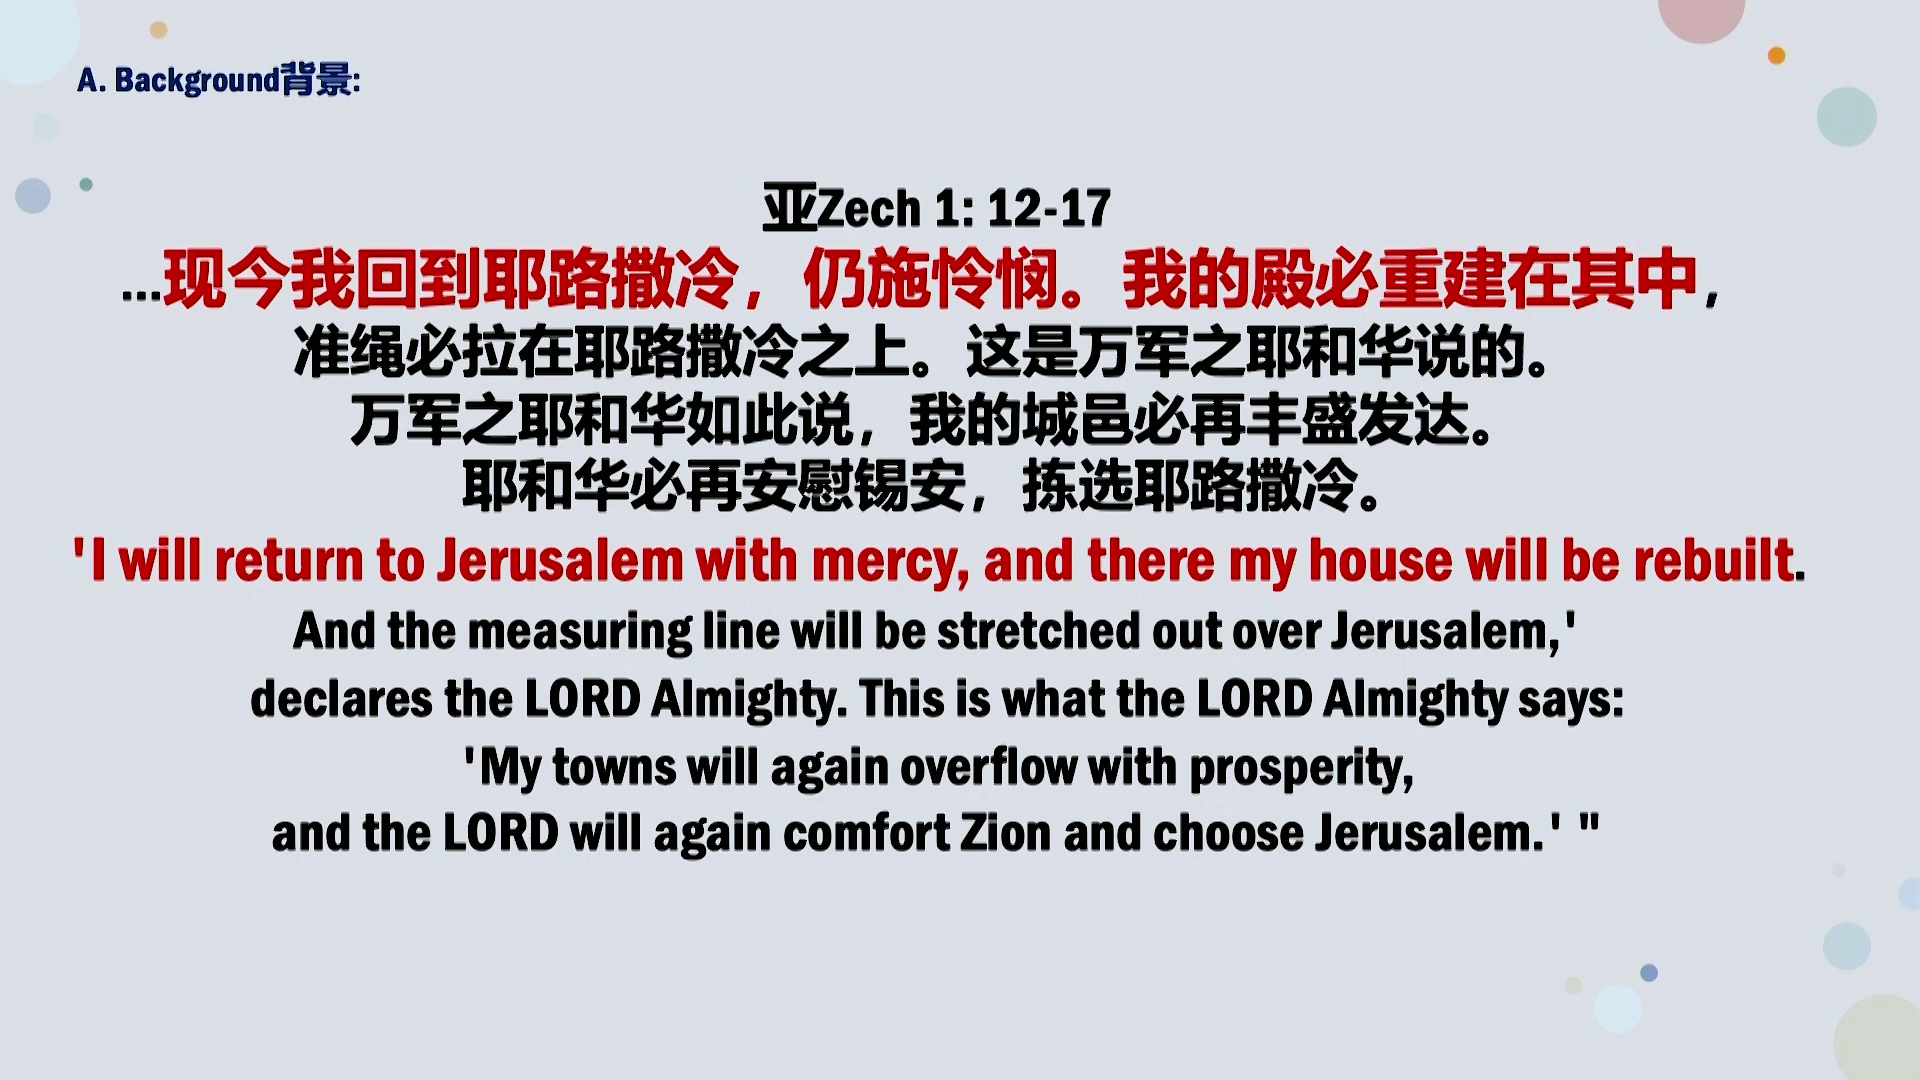 A. Background背景:
亚Zech 1: 12-17
...现今我回到耶路撒冷，仍施怜悯。我的殿必重建在其中，
准绳必拉在耶路撒冷之上。这是万军之耶和华说的。
万军之耶和华如此说，我的城邑必再丰盛发达。
耶和华必再安慰锡安，拣选耶路撒冷。
'I will return to Jerusalem with mercy, and there my house will be rebuilt.
And the measuring line will be stretched out over Jerusalem,'
declares the LORD Almighty. This is what the LORD Almighty says:
'My towns will again overflow with prosperity,
and the LORD will again comfort Zion and choose Jerusalem.' "